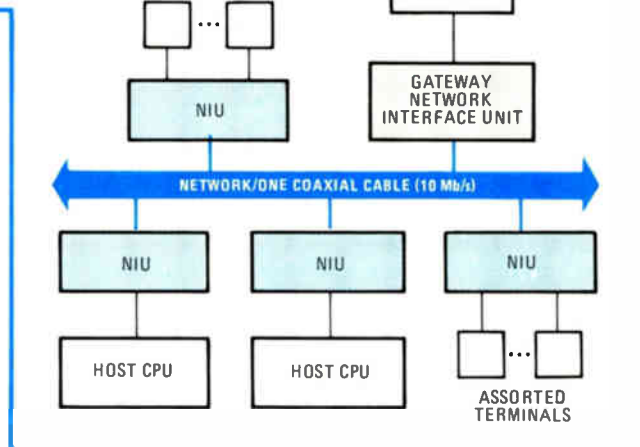 ...
NIU
GATEWAY
NETWORK
INTERFACE UNIT
NETWORK/ONE COAXIAL CABLE (10 Mb/s)
NIU
NIU
NIU
HOST CPU
HOST CPU
...
ASSORTED
TERMINALS